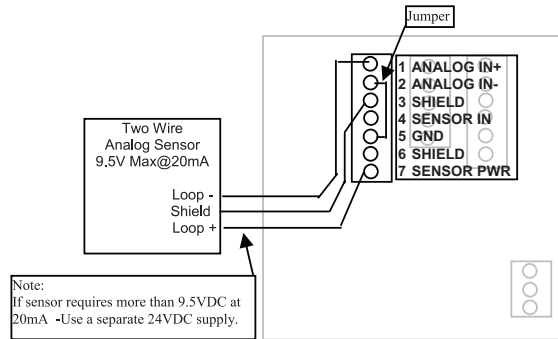 Jumper
1 ANALOG IN+
2 ANALOG IN-
3 SHIELD
4 SENSOR IN
5 GND
6 SHIELD
7 SENSOR PWR
Two Wire
Analog Sensor
9.5V Max@20mA
Loop -
Shield
Loop +
Note:
If sensor requires more than 9.5VDC at
20mA -Use a separate 24VDC supply.